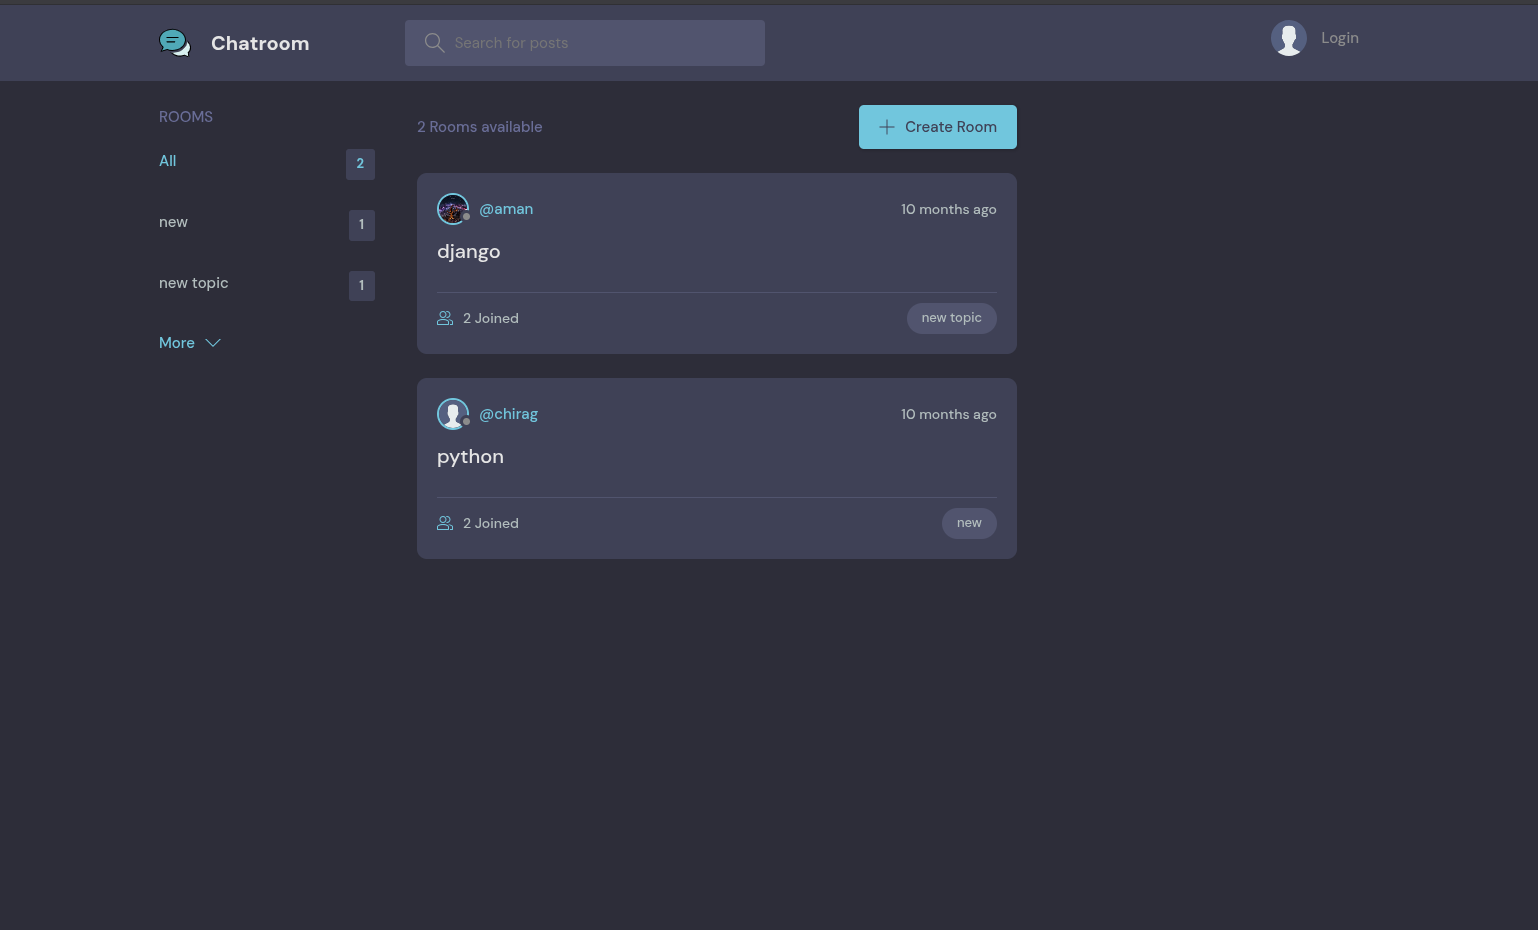 Chatroom
Search for posts
Login
ROOMS
All 2
new 1
new topic 1
More
2 Rooms available
Create Room
@aman 10 months ago
django
2 Joined new topic
@chirag 10 months ago
python
2 Joined new